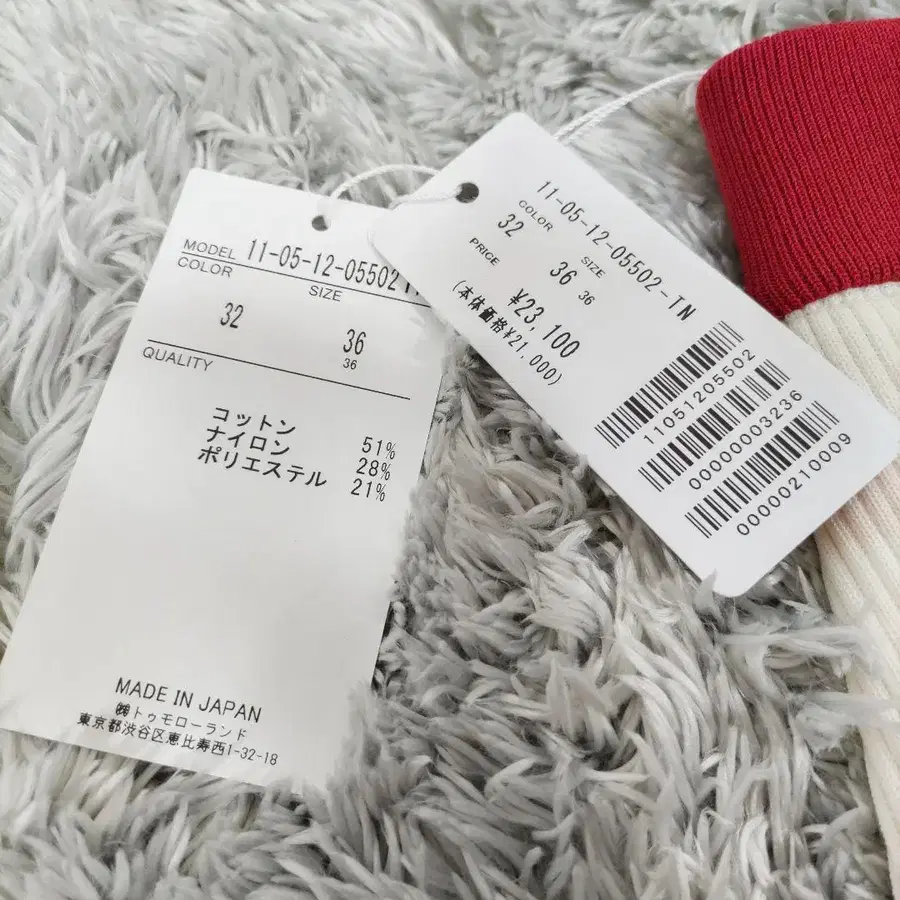 MODEL 11-05-12-05502
COLOR SIZE
32 36
36
QUALITY
コットン 51%
ナイロン 28%
ポリエステル 21%
MADE IN JAPAN
㈱トゥモローランド
東京都渋谷区恵比寿西1-32-18
11-05-12-05502-TN
COLOR SIZE
32 36 36
PRICE ¥23,100
(本体価格¥21,000)
11051205502
00000003236
00000210009